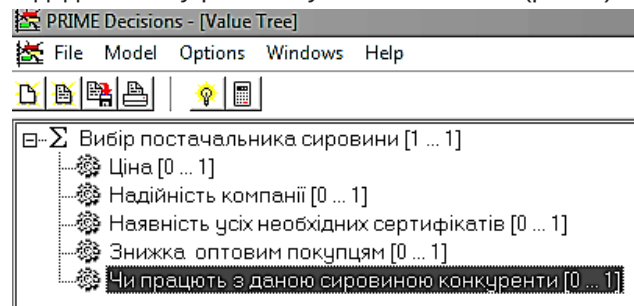 PRIME Decisions - [Value Tree]
File Model Options Windows Help
Вибір постачальника сировини [1 ... 1]
Ціна [0 ... 1]
Надійність компанії [0 ... 1]
Наявність усіх необхідних сертифікатів [0 ... 1]
Знижка оптовим покупцям [0 ... 1]
Чи працють з даною сировиною конкуренти [0 ... 1]